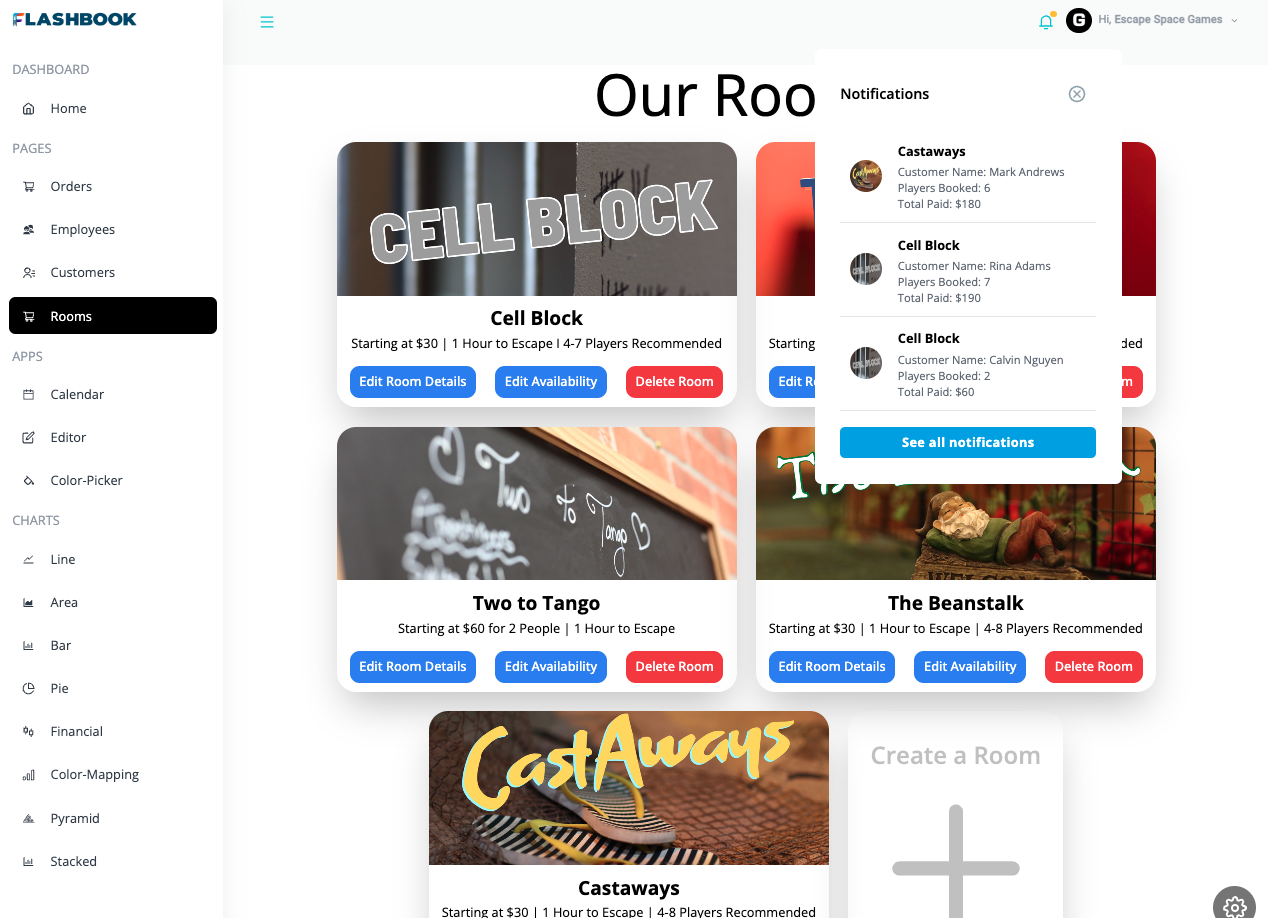 FLASHBOOK
Hi, Escape Space Games
DASHBOARD
Home
PAGES
Orders
Employees
Customers
Rooms
APPS
Calendar
Editor
Color-Picker
CHARTS
Line
Area
Bar
Pie
Financial
Color-Mapping
Pyramid
Stacked
Our Roo
Notifications
Castaways
Customer Name: Mark Andrews
Players Booked: 6
Total Paid: $180
Cell Block
Customer Name: Rina Adams
Players Booked: 7
Total Paid: $190
Cell Block
Customer Name: Calvin Nguyen
Players Booked: 2
Total Paid: $60
See all notifications
CELL BLOCK
Cell Block
Starting at $30 | 1 Hour to Escape I 4-7 Players Recommended
Edit Room Details
Edit Availability
Delete Room
Starting
ded
Edit R
m
Two to Tango
Two to Tango
Starting at $60 for 2 People | 1 Hour to Escape
Edit Room Details
Edit Availability
Delete Room
The Beanstalk
Starting at $30 | 1 Hour to Escape | 4-8 Players Recommended
Edit Room Details
Edit Availability
Delete Room
CastAways
Castaways
Starting at $30 | 1 Hour to Escape | 4-8 Players Recommended
Create a Room